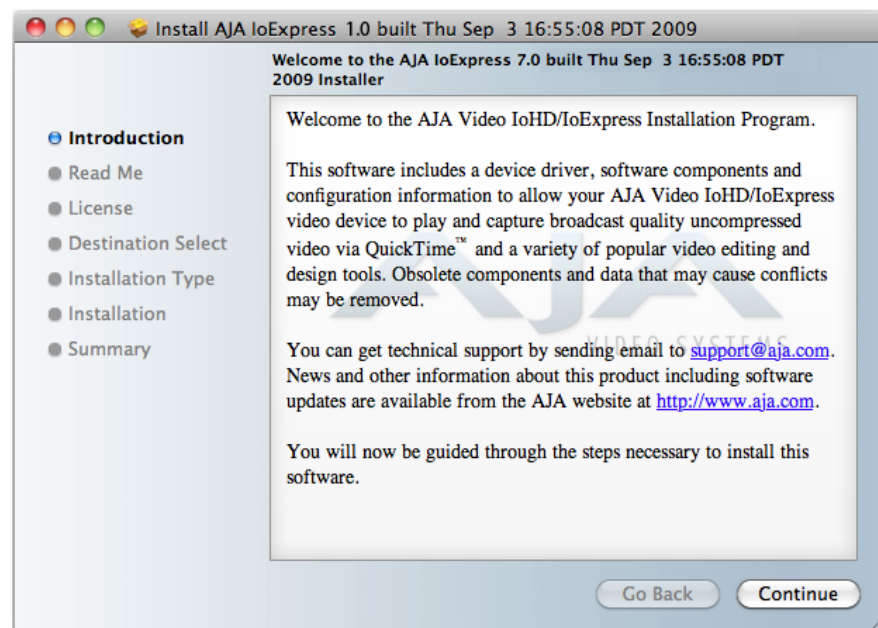 Install AJA IoExpress 1.0 built Thu Sep 3 16:55:08 PDT 2009
Welcome to the AJA IoExpress 7.0 built Thu Sep 3 16:55:08 PDT
2009 Installer
Introduction
Read Me
License
Destination Select
Installation Type
Installation
Summary
Welcome to the AJA Video IoHD/IoExpress Installation Program.
This software includes a device driver, software components and
configuration information to allow your AJA Video IoHD/IoExpress
video device to play and capture broadcast quality uncompressed
video via QuickTime™ and a variety of popular video editing and
design tools. Obsolete components and data that may cause conflicts
may be removed.
You can get technical support by sending email to support@aja.com.
News and other information about this product including software
updates are available from the AJA website at http://www.aja.com.
You will now be guided through the steps necessary to install this
software.
AJA
VIDEO SYSTEMS
Go Back
Continue